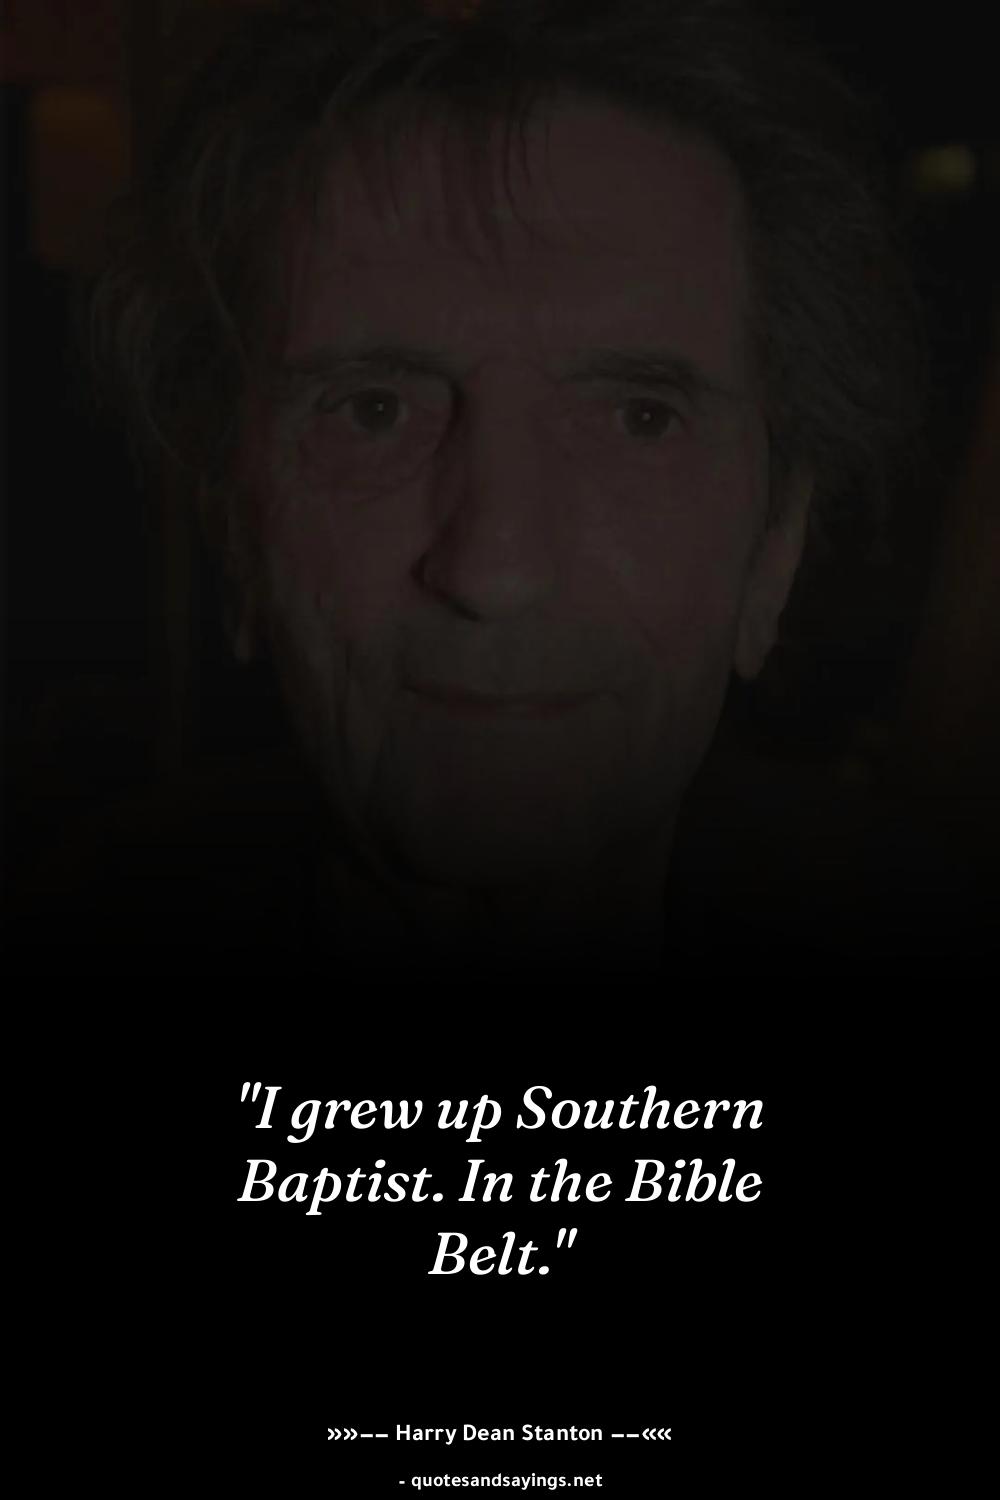 "I grew up Southern
Baptist. In the Bible
Belt."
»»−− Harry Dean Stanton −−««
- quotesandsayings.net